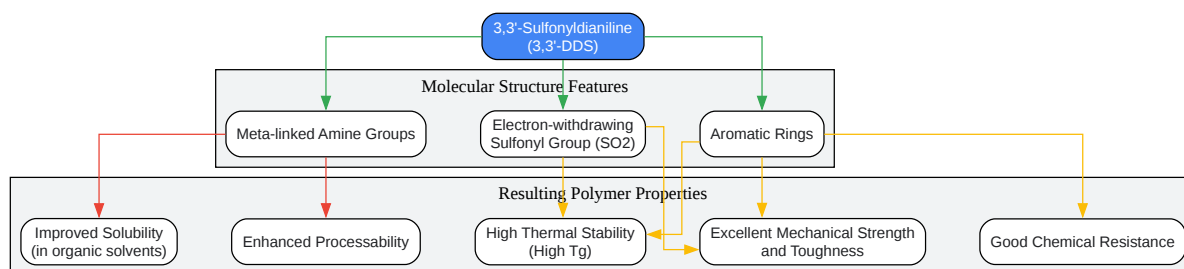 3,3'-Sulfonyldianiline
(3,3'-DDS)
Molecular Structure Features
Meta-linked Amine Groups
Electron-withdrawing
Sulfonyl Group (SO2)
Aromatic Rings
Resulting Polymer Properties
Improved Solubility
(in organic solvents)
Enhanced Processability
High Thermal Stability
(High Tg)
Excellent Mechanical Strength
and Toughness
Good Chemical Resistance